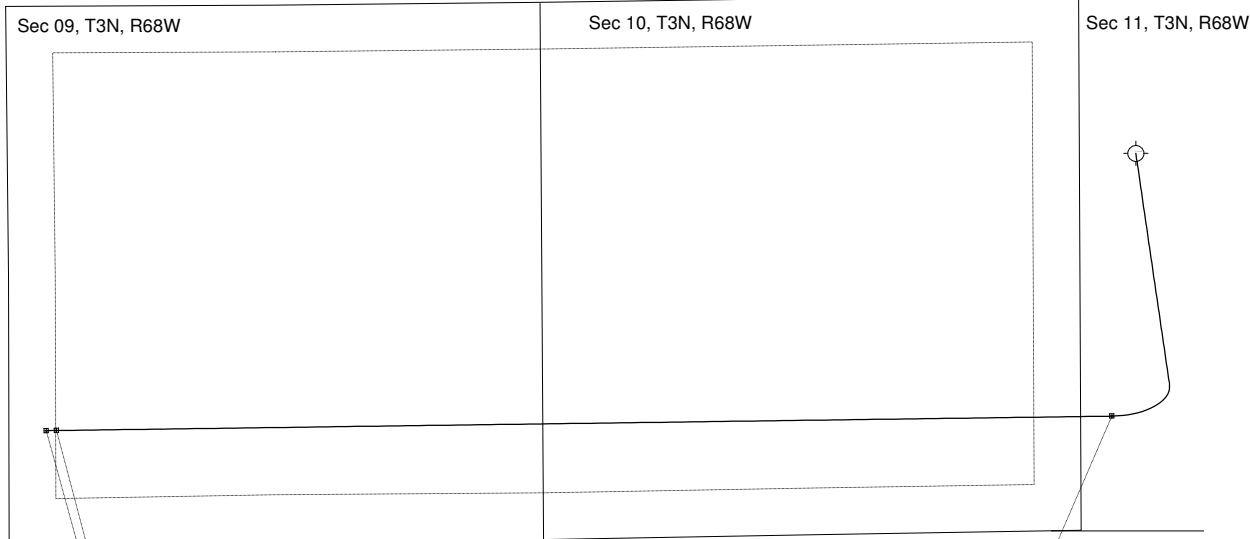 Sec 09, T3N, R68W
Sec 10, T3N, R68W
Sec 11, T3N, R68W